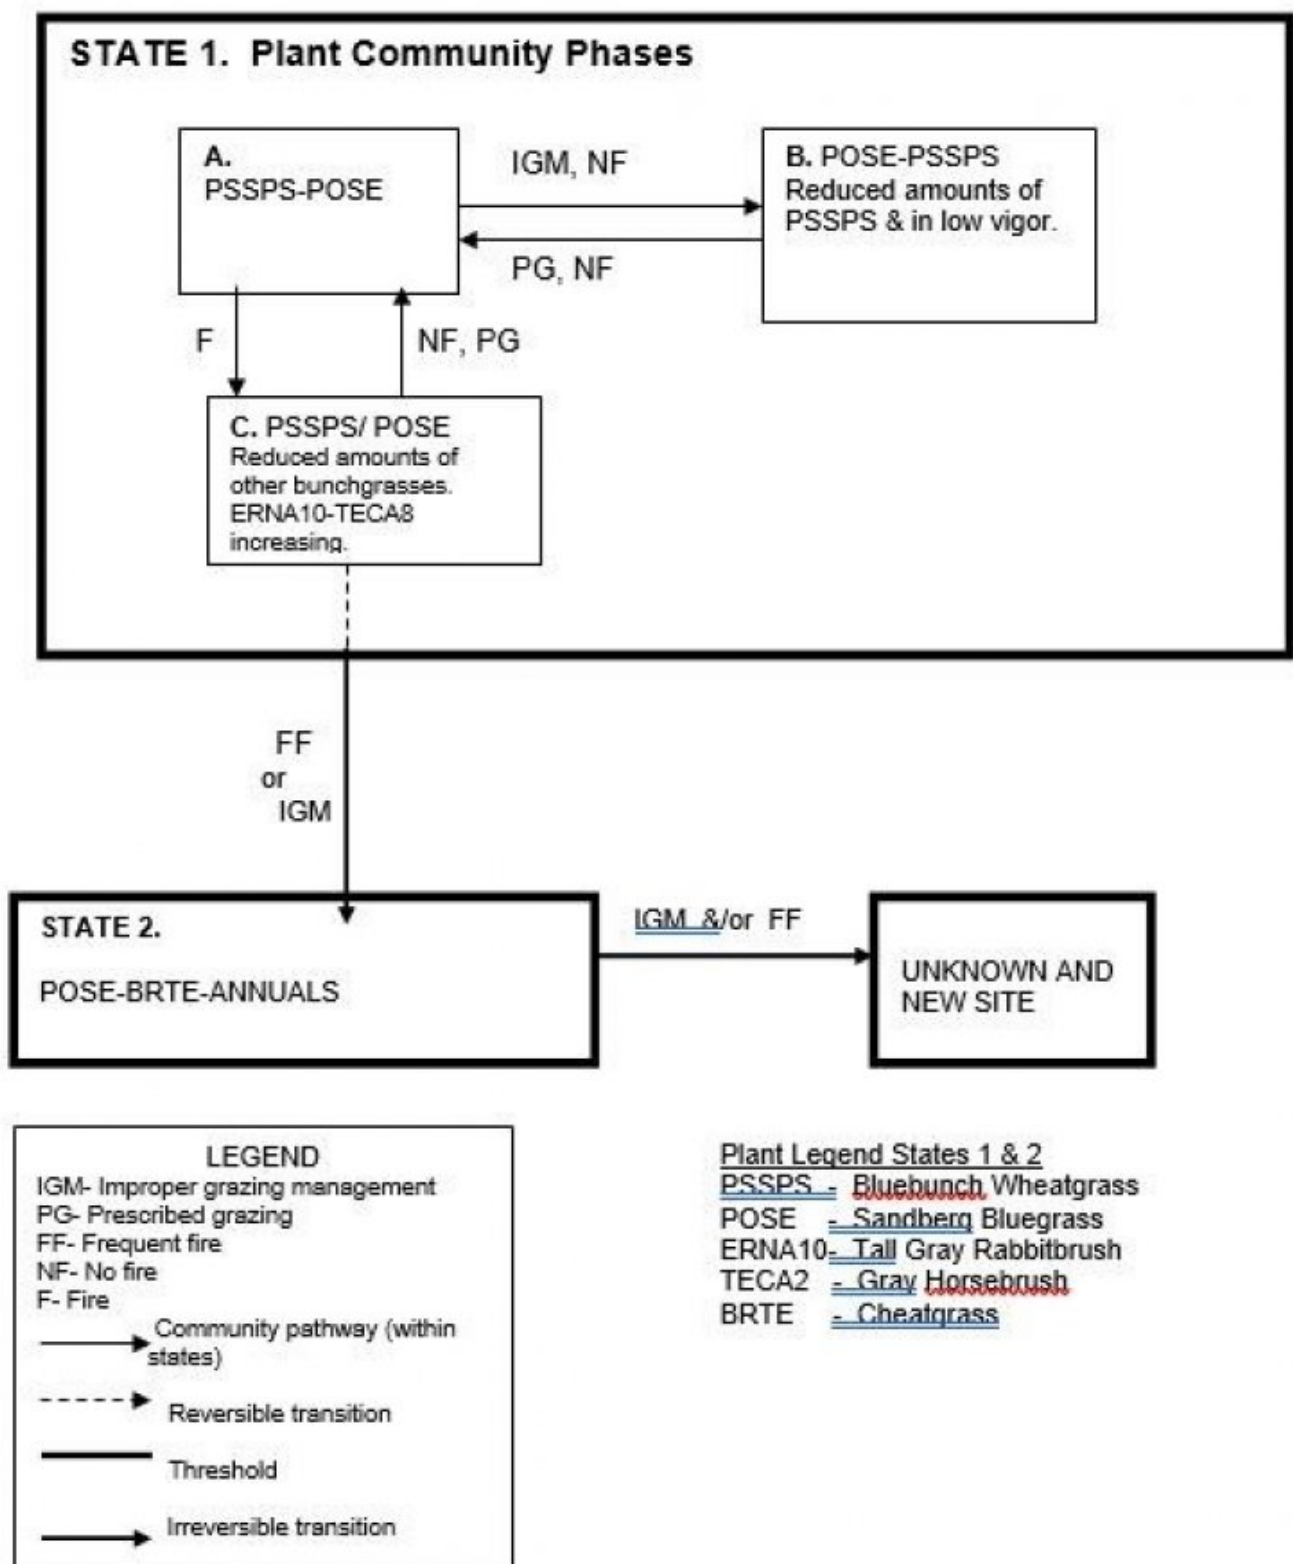 STATE 1. Plant Community Phases
A.
PSSPS-POSE
IGM, NF
PG, NF
B. POSE-PSSPS
Reduced amounts of
PSSPS & in low vigor.
F
NF, PG
C. PSSPS/ POSE
Reduced amounts of
other bunchgrasses.
ERNA10-TECA8
increasing.
FF
or
IGM
STATE 2.
POSE-BRTE-ANNUALS
IGM &/or FF
UNKNOWN AND
NEW SITE
LEGEND
IGM- Improper grazing management
PG- Prescribed grazing
FF- Frequent fire
NF- No fire
F- Fire
Community pathway (within
states)
Reversible transition
Threshold
Irreversible transition
Plant Legend States 1 & 2
PSSPS - Bluebunch Wheatgrass
POSE - Sandberg Bluegrass
ERNA10- Tall Gray Rabbitbrush
TECA2 - Gray Horsebrush
BRTE - Cheatgrass